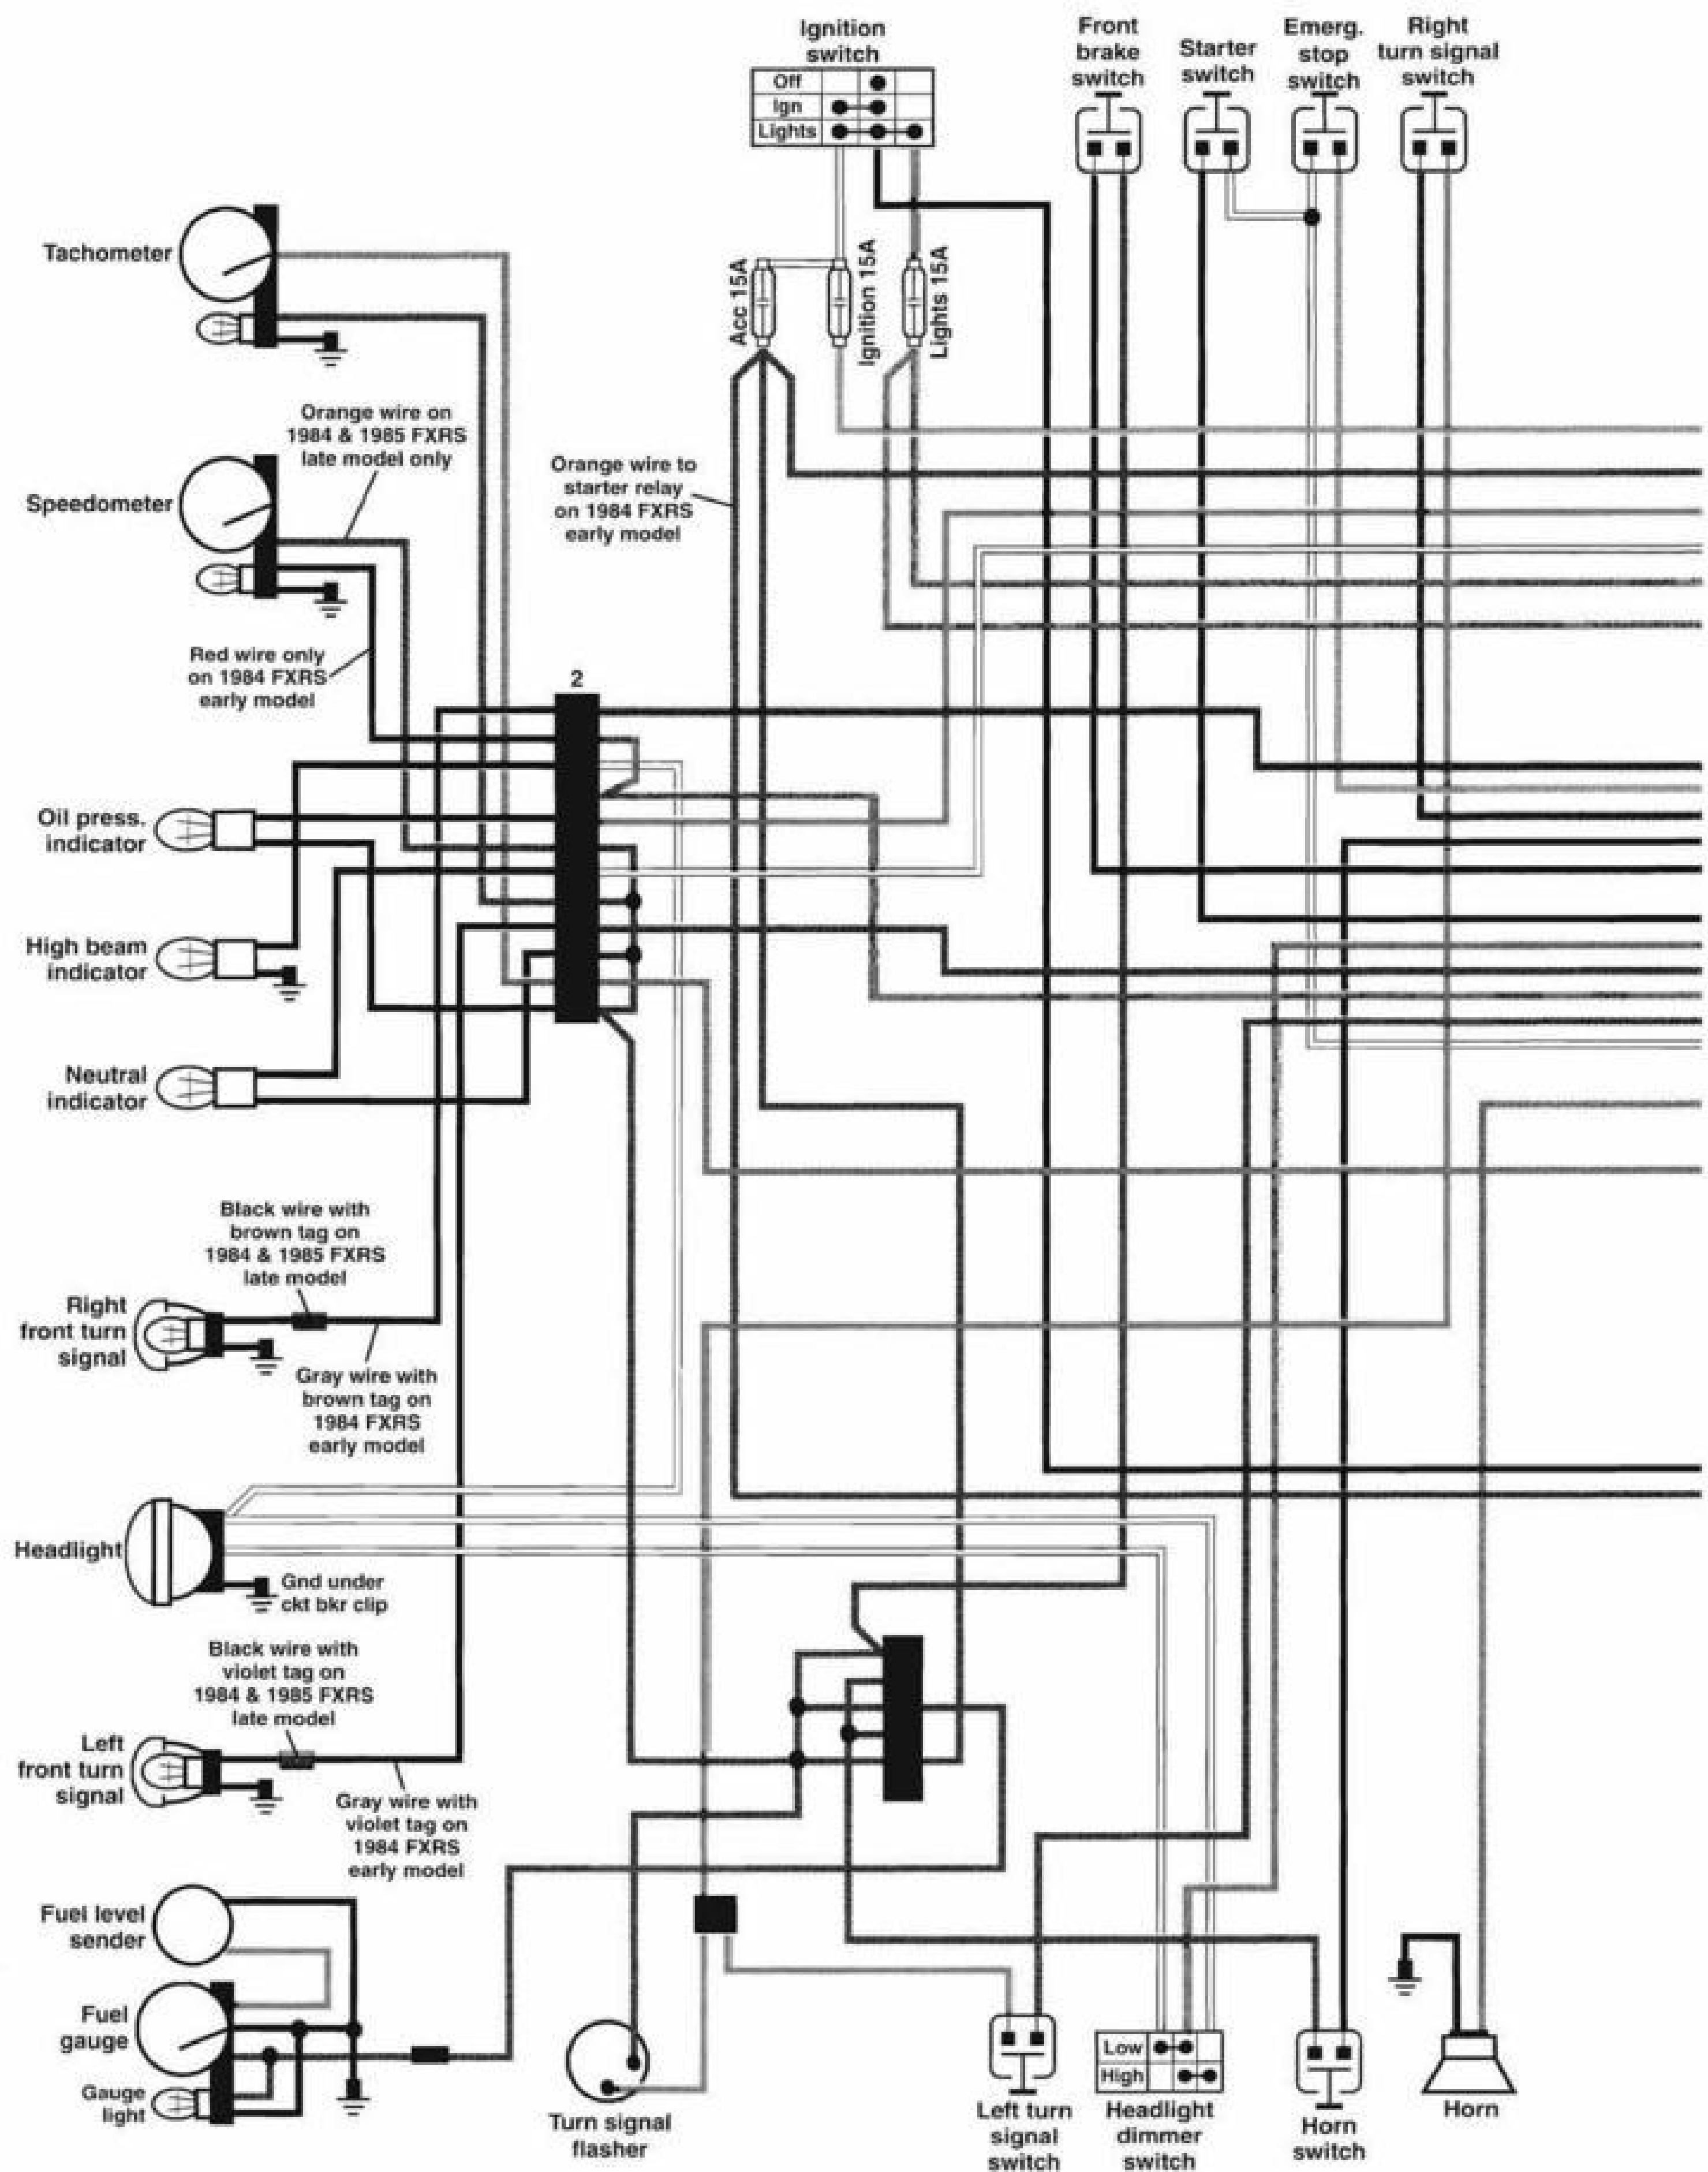 Ignition
switch
Off
Ign
Lights
Front
brake
switch
Starter
switch
Emerg.
stop
switch
Right
turn signal
switch
Tachometer
Acc 15A
Ignition 15A
Lights 15A
Orange wire on
1984 & 1985 FXRS
late model only
Speedometer
Orange wire to
starter relay
on 1984 FXRS
early model
Red wire only
on 1984 FXRS
early model
2
Oil press.
indicator
High beam
indicator
Neutral
indicator
Black wire with
brown tag on
1984 & 1985 FXRS
late model
Right
front turn
signal
Gray wire with
brown tag on
1984 FXRS
early model
Headlight
Gnd under
ckt bkr clip
Black wire with
violet tag on
1984 & 1985 FXRS
late model
Left
front turn
signal
Gray wire with
violet tag on
1984 FXRS
early model
Fuel level
sender
Fuel
gauge
Gauge
light
Turn signal
flasher
Left turn
signal
switch
Low
High
Headlight
dimmer
switch
Horn
switch
Horn